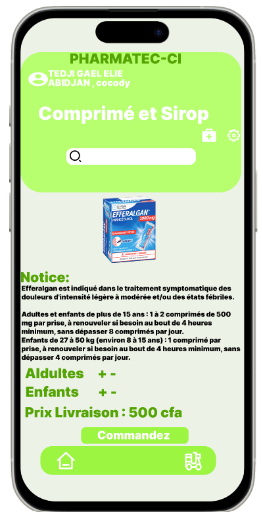 PHARMATEC-CI
TEDJI GAEL ELIE
ABIDJAN , cocody
Comprimé et Sirop
EFFERALGAN
Notice:
Efferalgan est indiqué dans le traitement symptomatique des
douleurs d'intensité légère à modérée et/ou des états fébriles.
Adultes et enfants de plus de 15 ans : 1 à 2 comprimés de 500
mg par prise, à renouveler si besoin au bout de 4 heures
minimum, sans dépasser 8 comprimés par jour.
Enfants de 27 à 50 kg (environ 8 à 15 ans) : 1 comprimé par
prise, à renouveler si besoin au bout de 4 heures minimum, sans
dépasser 4 comprimés par jour.
Aldultes + -
Enfants + -
Prix Livraison : 500 cfa
Commandez